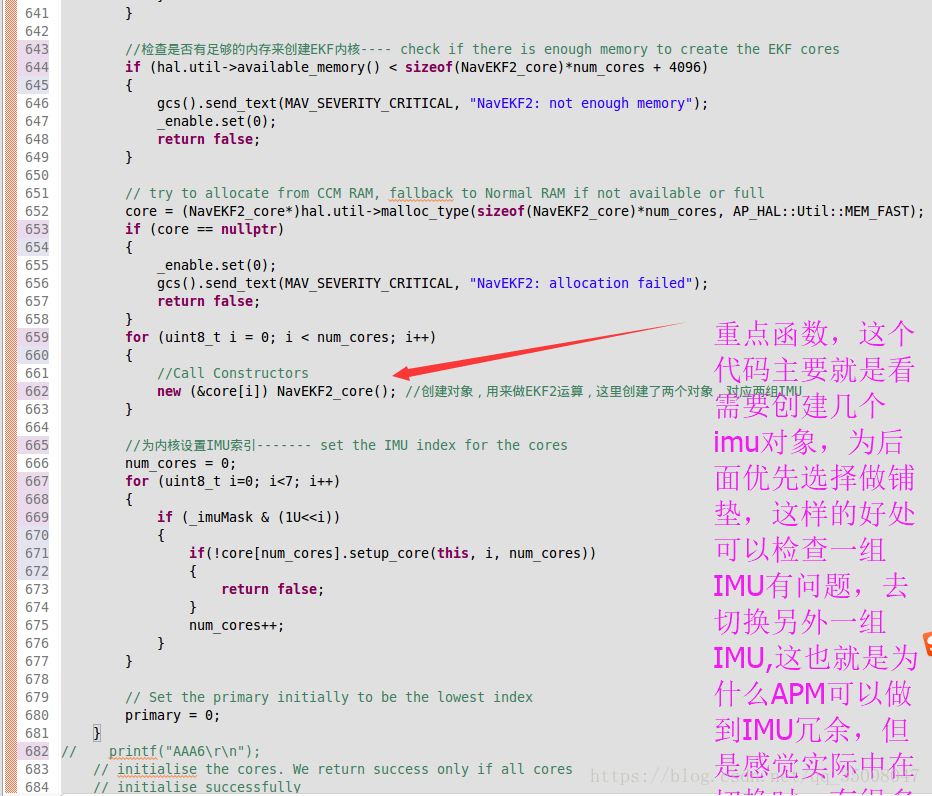 641 }
642
643 //检查是否有足够的内存来创建EKF内核---- check if there is enough memory to create the EKF cores
644 if (hal.util->available_memory() < sizeof(NavEKF2_core)*num_cores + 4096)
645 {
646 gcs().send_text(MAV_SEVERITY_CRITICAL, "NavEKF2: not enough memory");
647 _enable.set(0);
648 return false;
649 }
650
651 // try to allocate from CCM RAM, fallback to Normal RAM if not available or full
652 core = (NavEKF2_core*)hal.util->malloc_type(sizeof(NavEKF2_core)*num_cores, AP_HAL::Util::MEM_FAST);
653 if (core == nullptr)
654 {
655 _enable.set(0);
656 gcs().send_text(MAV_SEVERITY_CRITICAL, "NavEKF2: allocation failed");
657 return false;
658 }
659 for (uint8_t i = 0; i < num_cores; i++)
660 {
661 //Call Constructors
662 new (&core[i]) NavEKF2_core(); //创建对象，用来做EKF2运算，这里创建了两个对象，对应两组IMU
663 }
664
665 //为内核设置IMU索引------- set the IMU index for the cores
666 num_cores = 0;
667 for (uint8_t i=0; i<7; i++)
668 {
669 if (_imuMask & (1U<<i))
670 {
671 if(!core[num_cores].setup_core(this, i, num_cores))
672 {
673 return false;
674 }
675 num_cores++;
676 }
677 }
678
679 // Set the primary initially to be the lowest index
680 primary = 0;
681 }
682 // printf("AAA6\r\n");
683 // initialise the cores. We return success only if all cores
684 // initialise successfully
重点函数，这个
代码主要就是看
需要创建几个
imu对象，为后
面优先选择做铺
垫，这样的好处
可以检查一组
IMU有问题，去
切换另外一组
IMU,这也就是为
什么APM可以做
到IMU冗余，但
是感觉实际中在